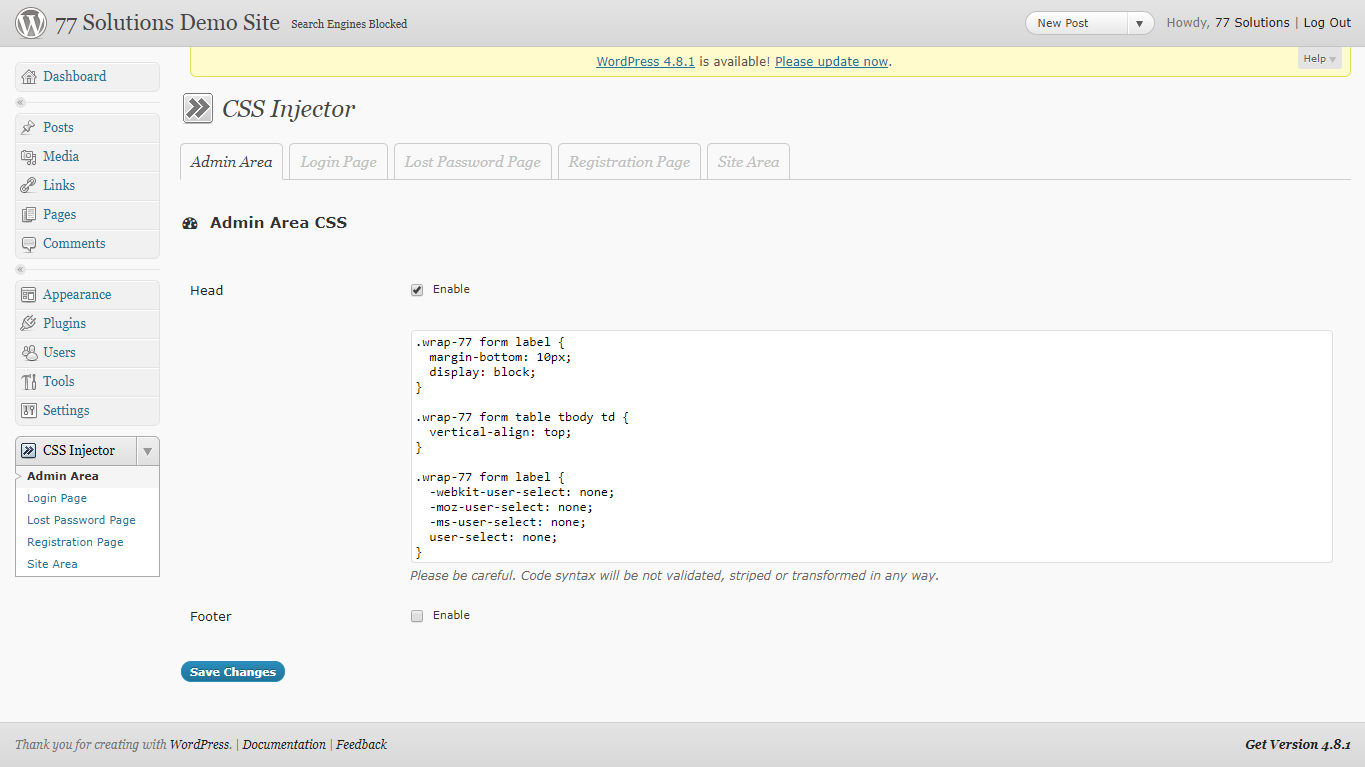 77 Solutions Demo Site Search Engines Blocked New Post Howdy, 77 Solutions | Log Out
WordPress 4.8.1 is available! Please update now. Help
Dashboard
Posts
Media
Links
Pages
Comments
Appearance
Plugins
Users
Tools
Settings
CSS Injector
Admin Area
Login Page
Lost Password Page
Registration Page
Site Area
CSS Injector
Admin Area Login Page Lost Password Page Registration Page Site Area
Admin Area CSS
Head Enable
.wrap-77 form label {
  margin-bottom: 10px;
  display: block;
}
.wrap-77 form table tbody td {
  vertical-align: top;
}
.wrap-77 form label {
  -webkit-user-select: none;
  -moz-user-select: none;
  -ms-user-select: none;
  user-select: none;
}
Please be careful. Code syntax will be not validated, striped or transformed in any way.
Footer Enable
Save Changes
Thank you for creating with WordPress. | Documentation | Feedback Get Version 4.8.1